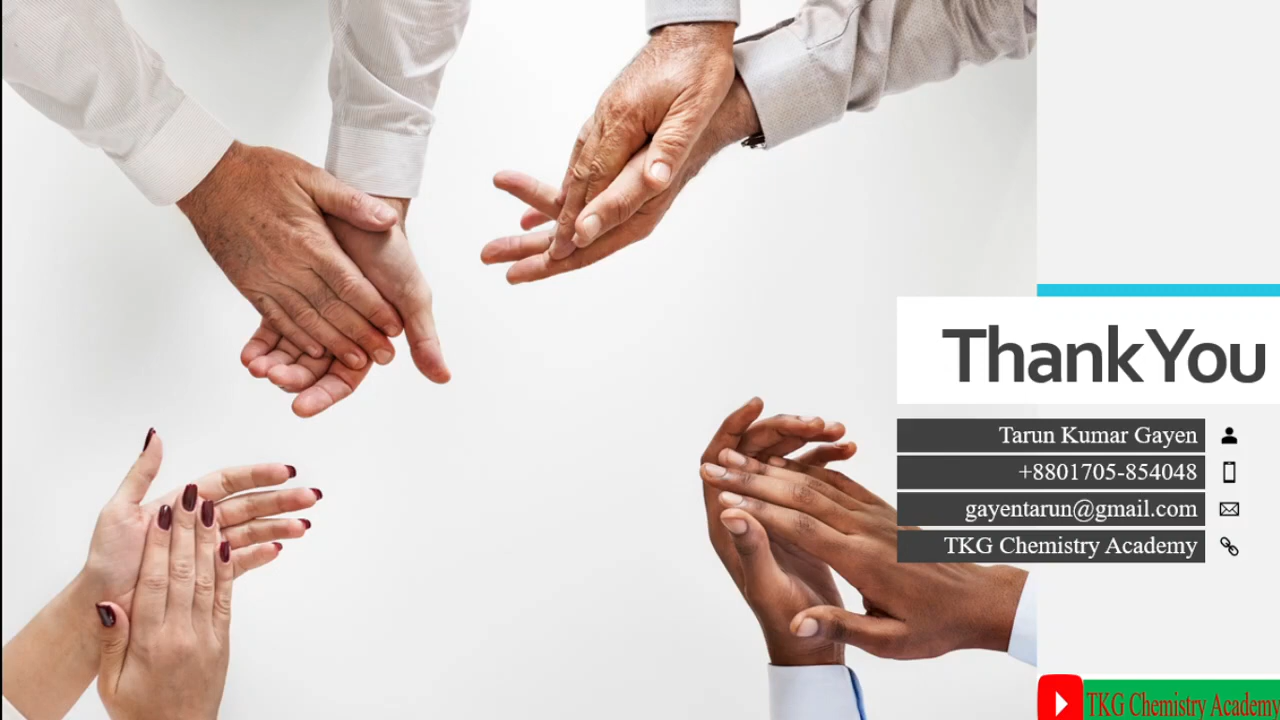 ThankYou
Tarun Kumar Gayen
+8801705-854048
gayentarun@gmail.com
TKG Chemistry Academy
TKG Chemistry Academy